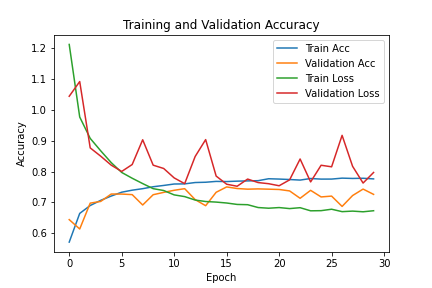 Training and Validation Accuracy
Train Acc
Validation Acc
Train Loss
Validation Loss
Accuracy
1.2
1.1
1.0
0.9
0.8
0.7
0.6
0 5 10 15 20 25 30
Epoch